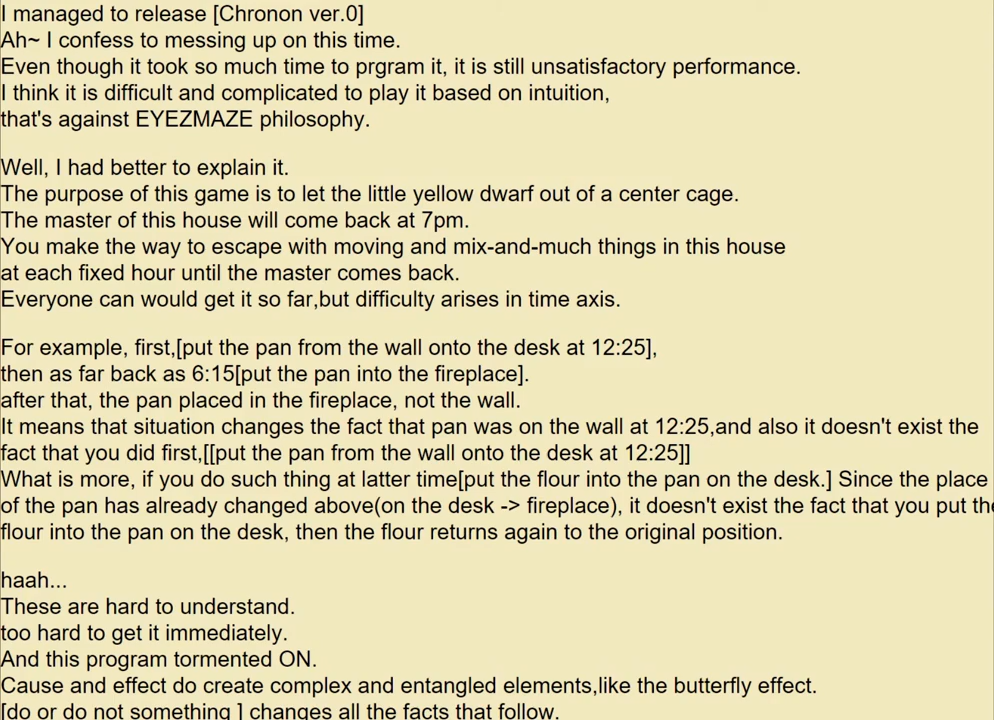 I managed to release [Chronon ver.0]
Ah~ I confess to messing up on this time.
Even though it took so much time to prgram it, it is still unsatisfactory performance.
I think it is difficult and complicated to play it based on intuition,
that's against EYEZMAZE philosophy.
Well, I had better to explain it.
The purpose of this game is to let the little yellow dwarf out of a center cage.
The master of this house will come back at 7pm.
You make the way to escape with moving and mix-and-much things in this house
at each fixed hour until the master comes back.
Everyone can would get it so far,but difficulty arises in time axis.
For example, first,[put the pan from the wall onto the desk at 12:25],
then as far back as 6:15[put the pan into the fireplace].
after that, the pan placed in the fireplace, not the wall.
It means that situation changes the fact that pan was on the wall at 12:25,and also it doesn't exist the
fact that you did first,[[put the pan from the wall onto the desk at 12:25]]
What is more, if you do such thing at latter time[put the flour into the pan on the desk.] Since the place
of the pan has already changed above(on the desk -> fireplace), it doesn't exist the fact that you put the
flour into the pan on the desk, then the flour returns again to the original position.
haah...
These are hard to understand.
too hard to get it immediately.
And this program tormented ON.
Cause and effect do create complex and entangled elements,like the butterfly effect.
[do or do not something ] changes all the facts that follow.